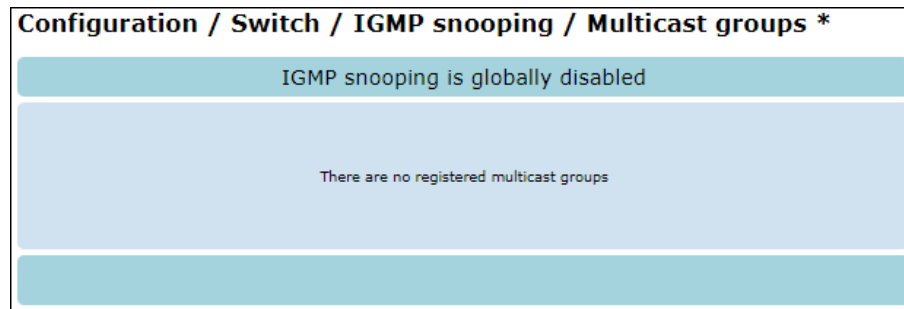 Configuration / Switch / IGMP snooping / Multicast groups *
IGMP snooping is globally disabled
There are no registered multicast groups